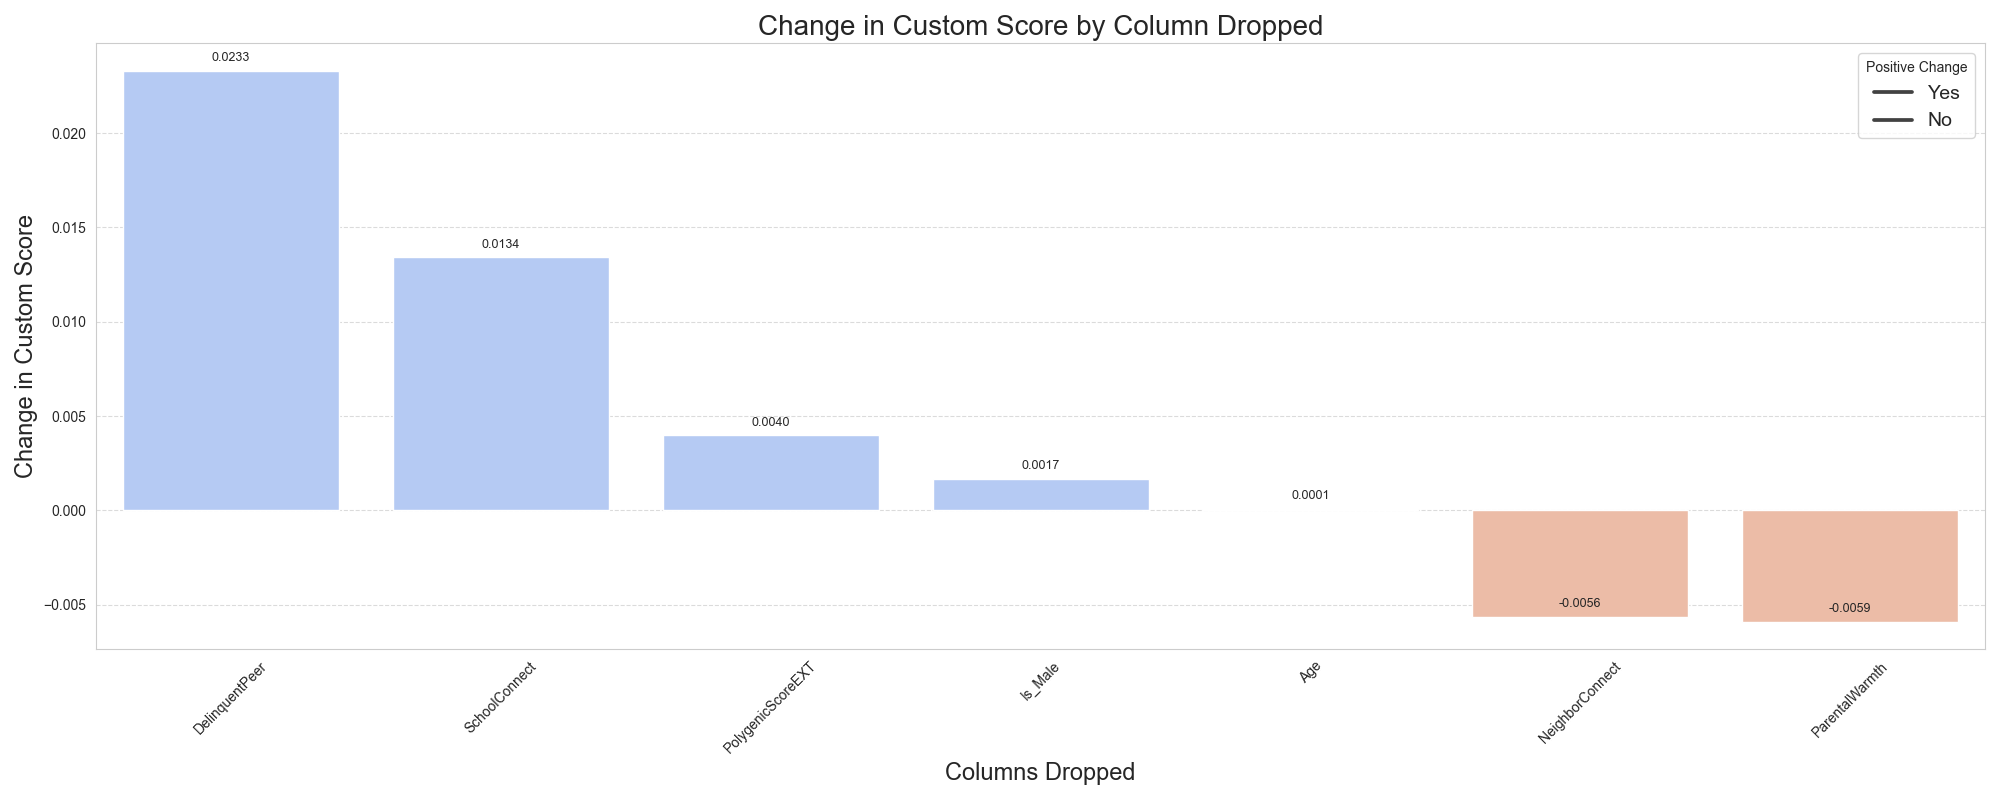 Change in Custom Score by Column Dropped
Positive Change
Yes
No
Change in Custom Score
0.020
0.015
0.010
0.005
0.000
−0.005
0.0233
0.0134
0.0040
0.0017
0.0001
-0.0056
-0.0059
DelinquentPeer
SchoolConnect
PolygenicScoreEXT
Is_Male
Age
NeighborConnect
ParentalWarmth
Columns Dropped